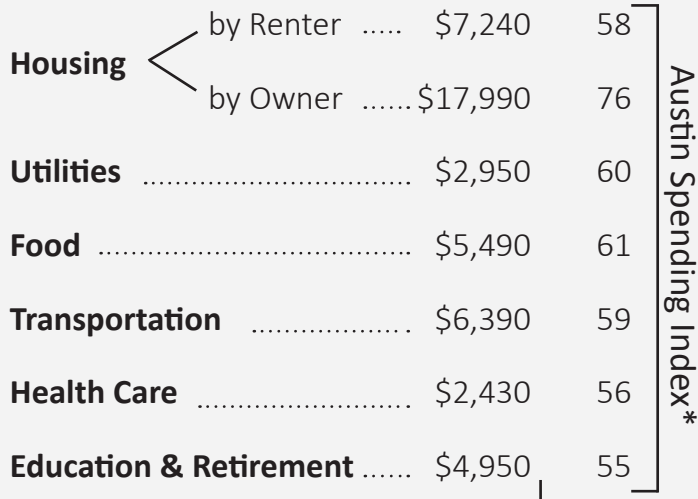 by Renter ..... $7,240 58
Housing
by Owner ...... $17,990 76
Utilities ................................. $2,950 60
Food ....................................... $5,490 61
Transportation ................... $6,390 59
Health Care .......................... $2,430 56
Education & Retirement ...... $4,950 55
Austin Spending Index*